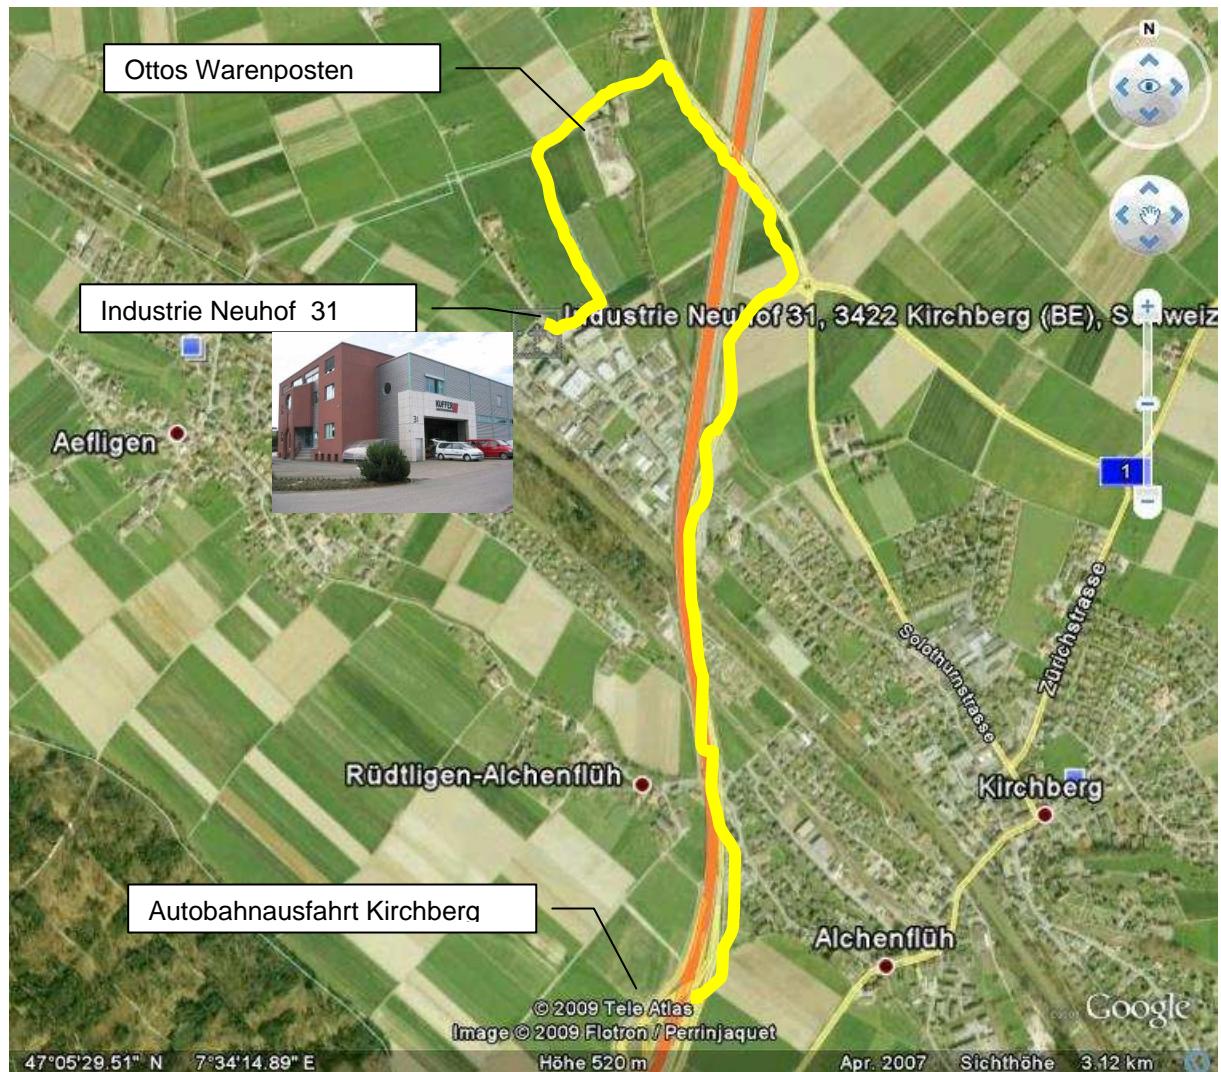 N
Ottos Warenposten
Industrie Neuhof 31
Industrie Neuhof 31, 3422 Kirchberg (BE), Schweiz
KUFFER
31
Aefligen
1
Solothurnstrasse
Zürichstrasse
Rüdtligen-Alchenflüh
Kirchberg
Autobahnausfahrt Kirchberg
Alchenflüh
© 2009 Tele Atlas
Image © 2009 Flotron / Perrinjaquet
Google
47°05'29.51" N 7°34'14.89" E Höhe 520 m Apr. 2007 Sichthöhe 3.12 km